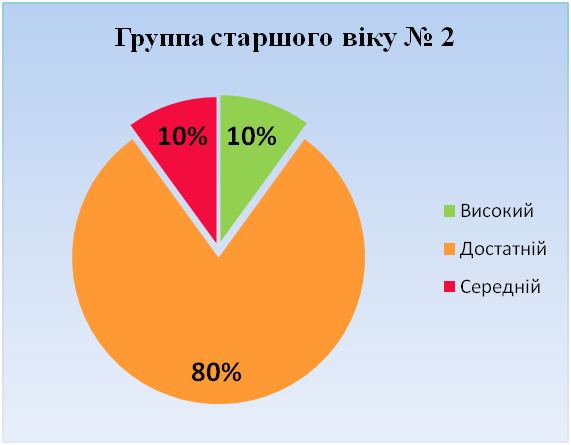 Группа старшого віку № 2
10% 10%
80%
Високий
Достатній
Середній